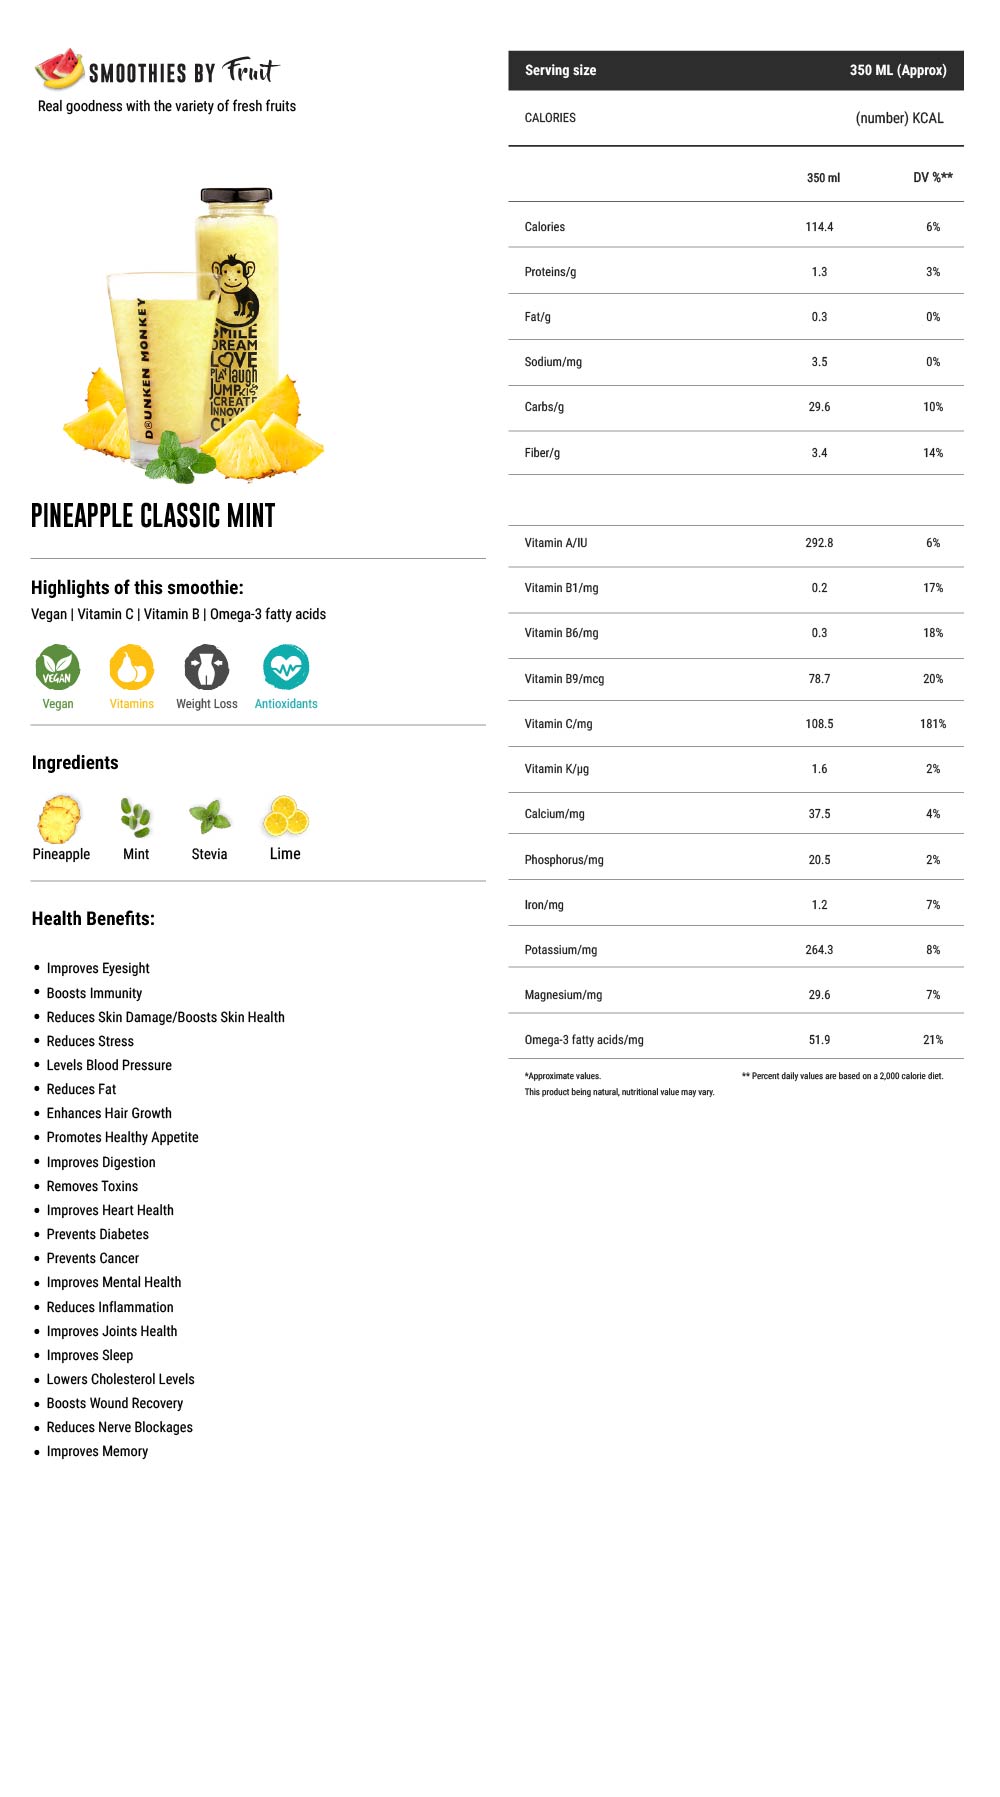 SMOOTHIES BY Fruit
Real goodness with the variety of fresh fruits
DRUNKEN MONKEY
SMILE
DREAM
LOVE
PLAY laugh
JUMP KISS
CREATE
PINEAPPLE CLASSIC MINT
Highlights of this smoothie:
Vegan | Vitamin C | Vitamin B | Omega-3 fatty acids
VEGAN
Vegan Vitamins Weight Loss Antioxidants
Ingredients
Pineapple Mint Stevia Lime
Health Benefits:
• Improves Eyesight
• Boosts Immunity
• Reduces Skin Damage/Boosts Skin Health
• Reduces Stress
• Levels Blood Pressure
• Reduces Fat
• Enhances Hair Growth
• Promotes Healthy Appetite
• Improves Digestion
• Removes Toxins
• Improves Heart Health
• Prevents Diabetes
• Prevents Cancer
• Improves Mental Health
• Reduces Inflammation
• Improves Joints Health
• Improves Sleep
• Lowers Cholesterol Levels
• Boosts Wound Recovery
• Reduces Nerve Blockages
• Improves Memory
Serving size 350 ML (Approx)
CALORIES (number) KCAL
350 ml DV %**
Calories 114.4 6%
Proteins/g 1.3 3%
Fat/g 0.3 0%
Sodium/mg 3.5 0%
Carbs/g 29.6 10%
Fiber/g 3.4 14%
Vitamin A/IU 292.8 6%
Vitamin B1/mg 0.2 17%
Vitamin B6/mg 0.3 18%
Vitamin B9/mcg 78.7 20%
Vitamin C/mg 108.5 181%
Vitamin K/µg 1.6 2%
Calcium/mg 37.5 4%
Phosphorus/mg 20.5 2%
Iron/mg 1.2 7%
Potassium/mg 264.3 8%
Magnesium/mg 29.6 7%
Omega-3 fatty acids/mg 51.9 21%
*Approximate values. ** Percent daily values are based on a 2,000 calorie diet.
This product being natural, nutritional value may vary.